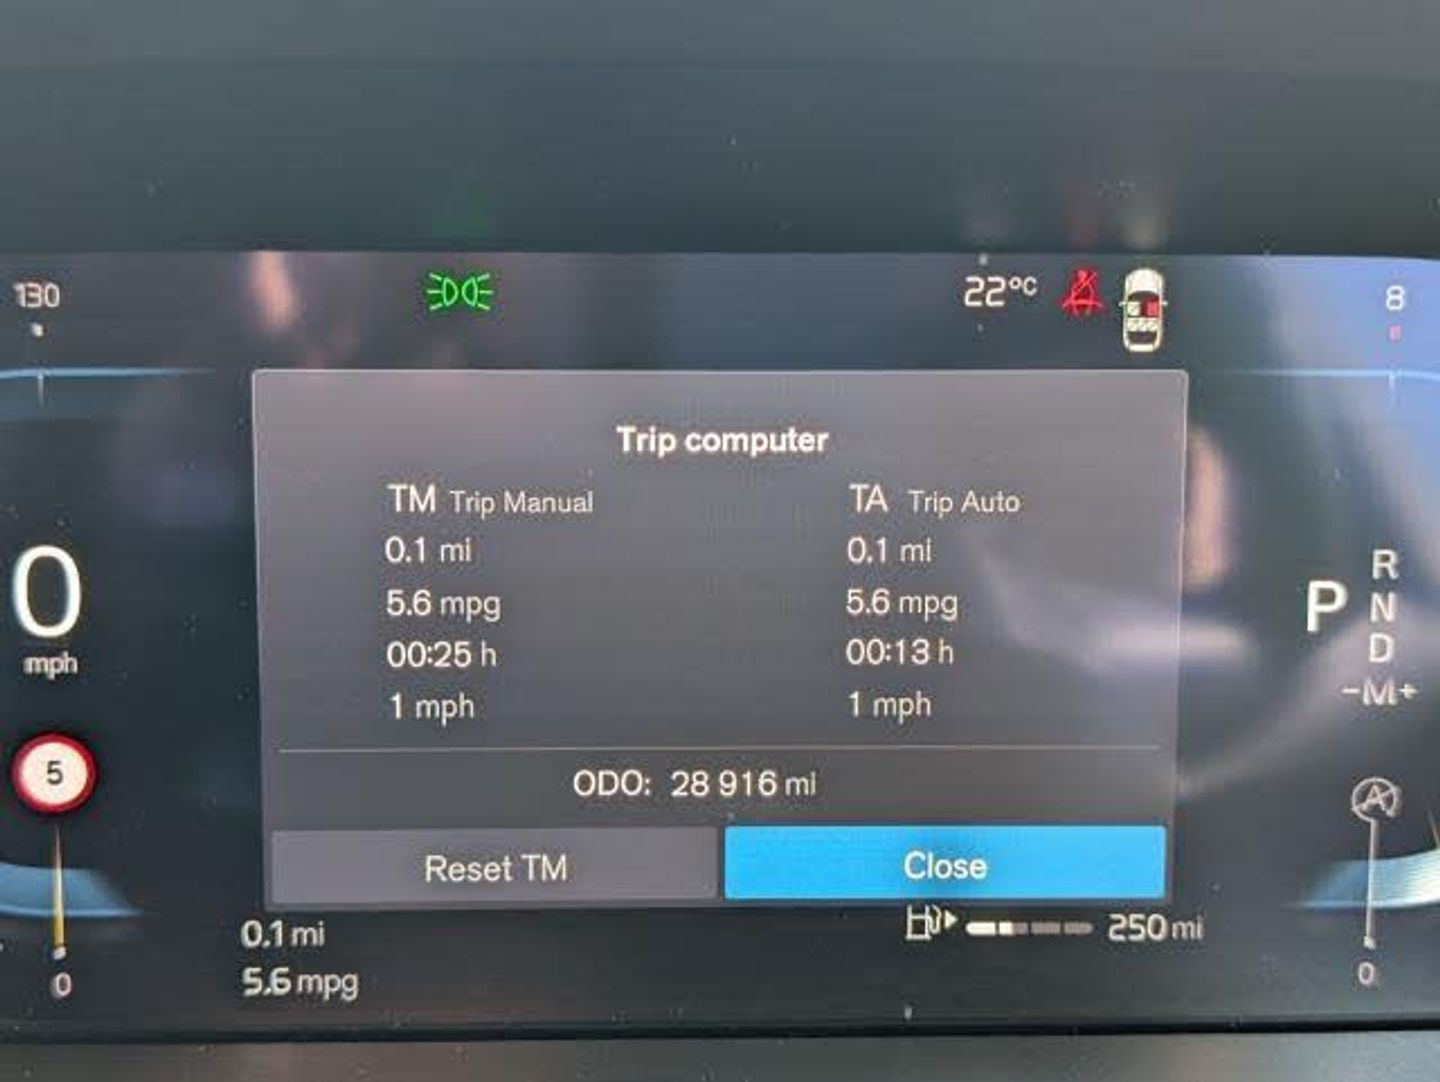 130
22°C
8
Trip computer
TM Trip Manual
TA Trip Auto
0.1 mi
0.1 mi
5.6 mpg
5.6 mpg
00:25 h
00:13 h
1 mph
1 mph
0
mph
P
R
N
D
-M+
5
A
ODO: 28 916 mi
Reset TM
Close
0.1 mi
250 mi
5.6 mpg
0
0